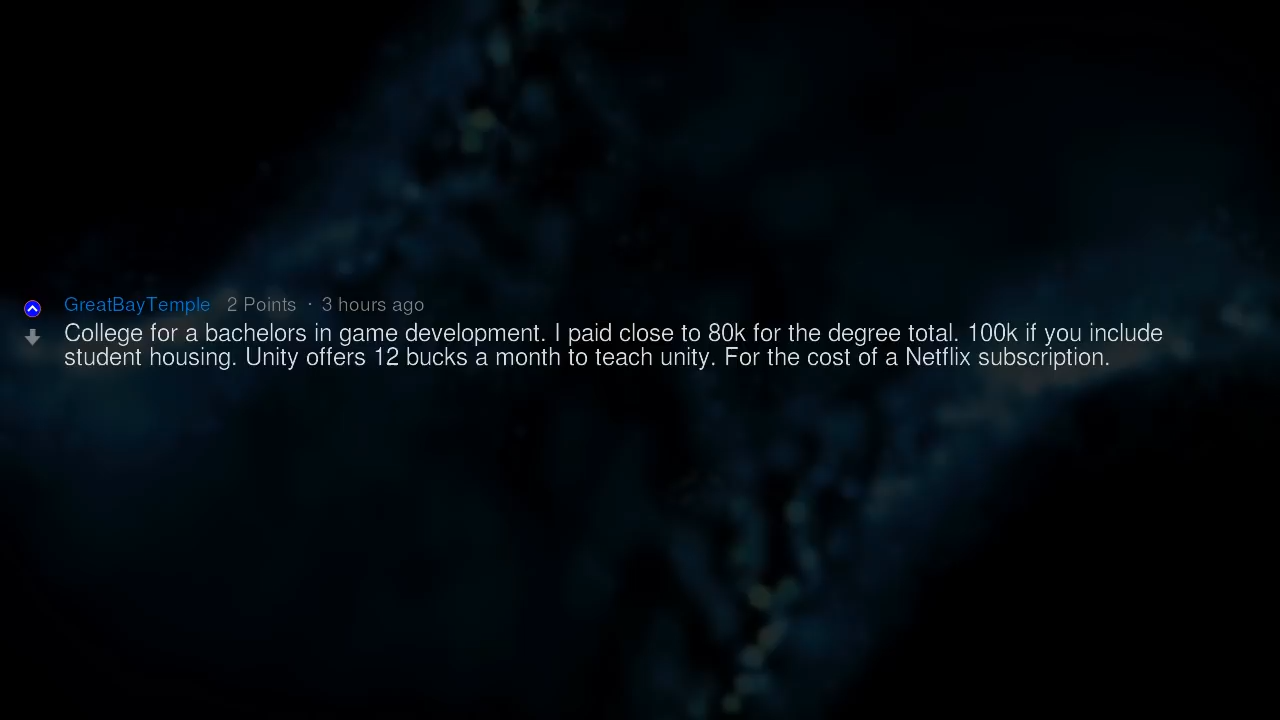 GreatBayTemple 2 Points · 3 hours ago
College for a bachelors in game development. I paid close to 80k for the degree total. 100k if you include
student housing. Unity offers 12 bucks a month to teach unity. For the cost of a Netflix subscription.